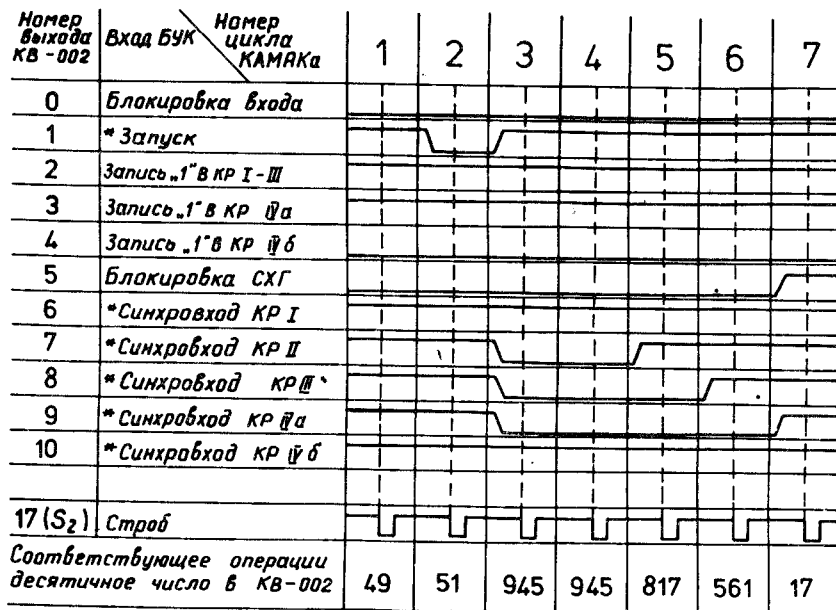 Номер выхода КВ-002 Вход БУК Номер цикла КАМАКа 1 2 3 4 5 6 7
0 Блокировка входа
1 *Запуск
2 Запись „1" в КР I-III
3 Запись „1" в КР IVа
4 Запись „1" в КР IVб
5 Блокировка СХГ
6 *Синхровход КР I
7 *Синхровход КР II
8 *Синхровход КР III
9 *Синхровход КР IVа
10 *Синхровход КР IVб
17 (S₂) Строб
Соответствующее операции
десятичное число в КВ-002 49 51 945 945 817 561 17